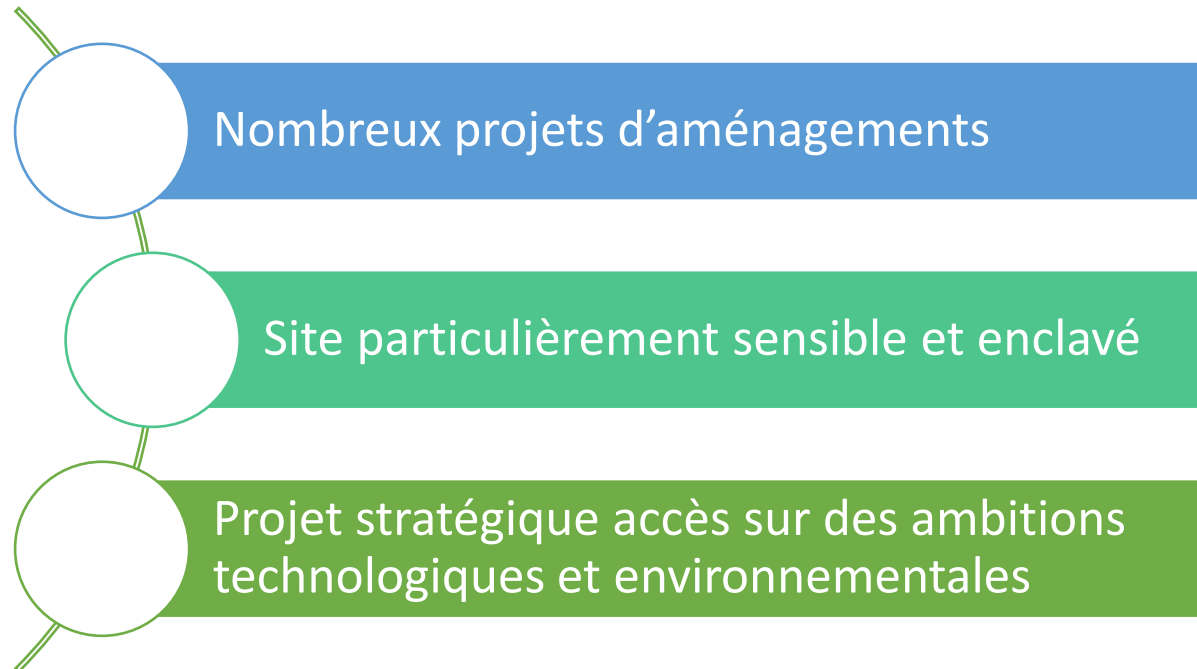 Nombreux projets d’aménagements
Site particulièrement sensible et enclavé
Projet stratégique accès sur des ambitions
technologiques et environnementales